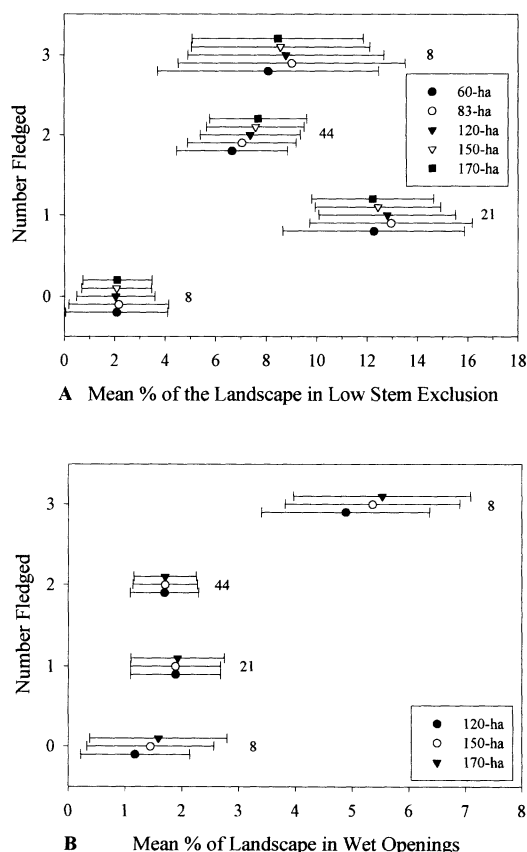 3
8
60-ha
83-ha
120-ha
150-ha
170-ha
2
44
Number Fledged
1
21
0
8
0 2 4 6 8 10 12 14 16 18
A Mean % of the Landscape in Low Stem Exclusion
3
8
2
44
Number Fledged
1
21
120-ha
150-ha
170-ha
0
8
0 1 2 3 4 5 6 7 8
B Mean % of Landscape in Wet Openings